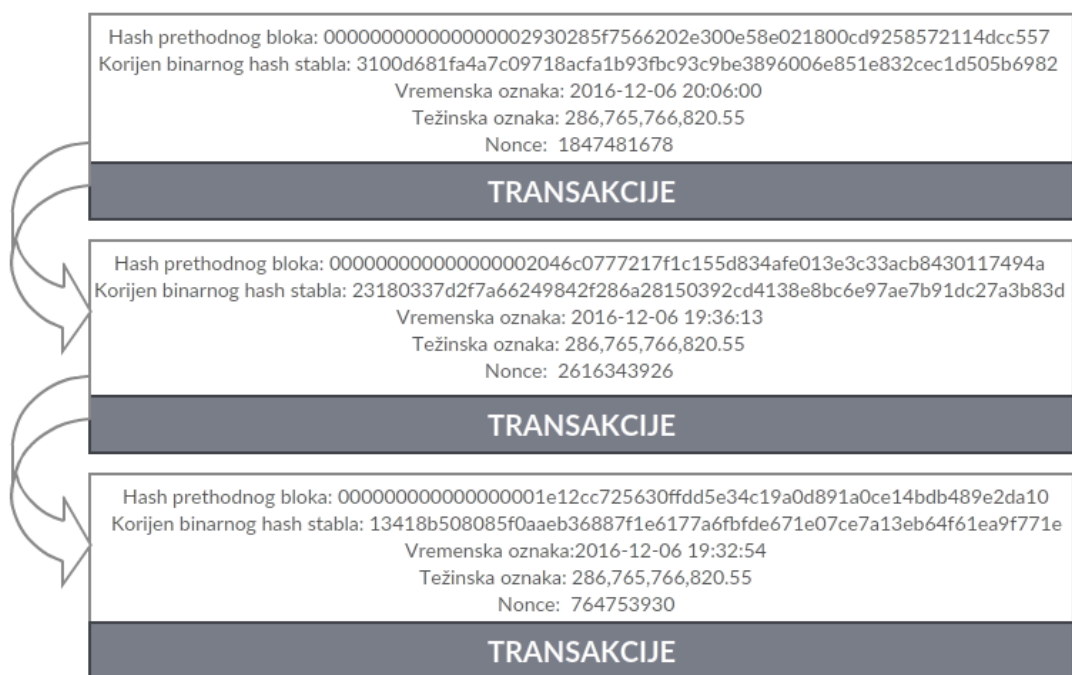 Hash prethodnog bloka: 0000000000000000002930285f7566202e300e58e021800cd9258572114dcc557
Korijen binarnog hash stabla: 3100d681fa4a7c09718acfa1b93fbc93c9be3896006e851e832cec1d505b6982
Vremenska oznaka: 2016-12-06 20:06:00
Težinska oznaka: 286,765,766,820.55
Nonce: 1847481678
TRANSAKCIJE
Hash prethodnog bloka: 000000000000000002046c0777217f1c155d834afe013e3c33acb8430117494a
Korijen binarnog hash stabla: 23180337d2f7a66249842f286a28150392cd4138e8bc6e97ae7b91dc27a3b83d
Vremenska oznaka: 2016-12-06 19:36:13
Težinska oznaka: 286,765,766,820.55
Nonce: 2616343926
TRANSAKCIJE
Hash prethodnog bloka: 000000000000000001e12cc725630ffdd5e34c19a0d891a0ce14bdb489e2da10
Korijen binarnog hash stabla: 13418b508085f0aaeb36887f1e6177a6fbfde671e07ce7a13eb64f61ea9f771e
Vremenska oznaka:2016-12-06 19:32:54
Težinska oznaka: 286,765,766,820.55
Nonce: 764753930
TRANSAKCIJE